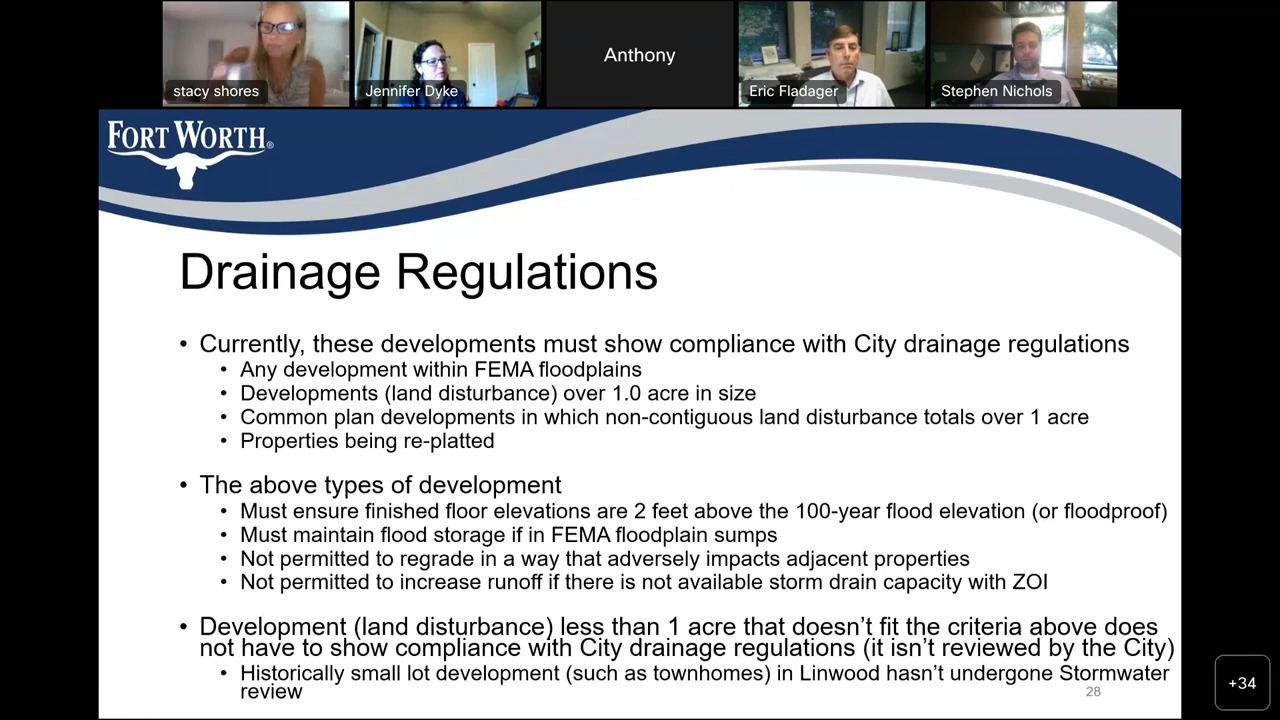 stacy shores
Jennifer Dyke
Anthony
Eric Fladager
Stephen Nichols
FORT WORTH®
Drainage Regulations
• Currently, these developments must show compliance with City drainage regulations
• Any development within FEMA floodplains
• Developments (land disturbance) over 1.0 acre in size
• Common plan developments in which non-contiguous land disturbance totals over 1 acre
• Properties being re-platted
• The above types of development
• Must ensure finished floor elevations are 2 feet above the 100-year flood elevation (or floodproof)
• Must maintain flood storage if in FEMA floodplain sumps
• Not permitted to regrade in a way that adversely impacts adjacent properties
• Not permitted to increase runoff if there is not available storm drain capacity with ZOI
• Development (land disturbance) less than 1 acre that doesn't fit the criteria above does
not have to show compliance with City drainage regulations (it isn't reviewed by the City)
• Historically small lot development (such as townhomes) in Linwood hasn't undergone Stormwater
review
28
+34